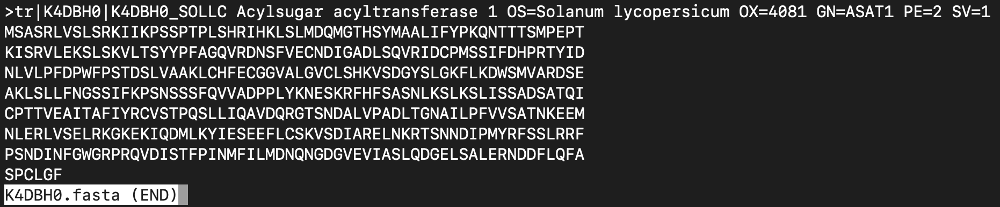 >tr|K4DBH0|K4DBH0_SOLLC Acylsugar acyltransferase 1 OS=Solanum lycopersicum OX=4081 GN=ASAT1 PE=2 SV=1
MSASRLVSLSRKIIKPSSPTPLSHRIHKLSLMDQMGTHSYMAALIFYPKQNTTTSMPEPT
KISRVLEKSLSKVLTSYYPFAGQVRDNSFVECNDIGADLSQVRIDCPMSSIFDHPRTYID
NLVLPFDPWFPSTDSLVAAKLCHFECGGVALGVCLSHKVSDGYSLGKFLKDWSMVARDSE
AKLSLLFNGSSIFKPSNSSSFQVVADPPLYKNESKRFHFSASNLKSLKSLISSADSATQI
CPTTVEAITAFIYRCVSTPQSLLIQAVDQRGTSNDALVPADLTGNAILPFVVSATNKEEM
NLERLVSELRKGKEKIQDMLKYIESEEFLCSKVSDIARELNKRTSNNDIPMYRFSSLRRF
PSNDINFGWGRPRQVDISTFPINMFILMDNQNGDGVEVIASLQDGELSALERNDDFLQFA
SPCLGF
K4DBH0.fasta (END)